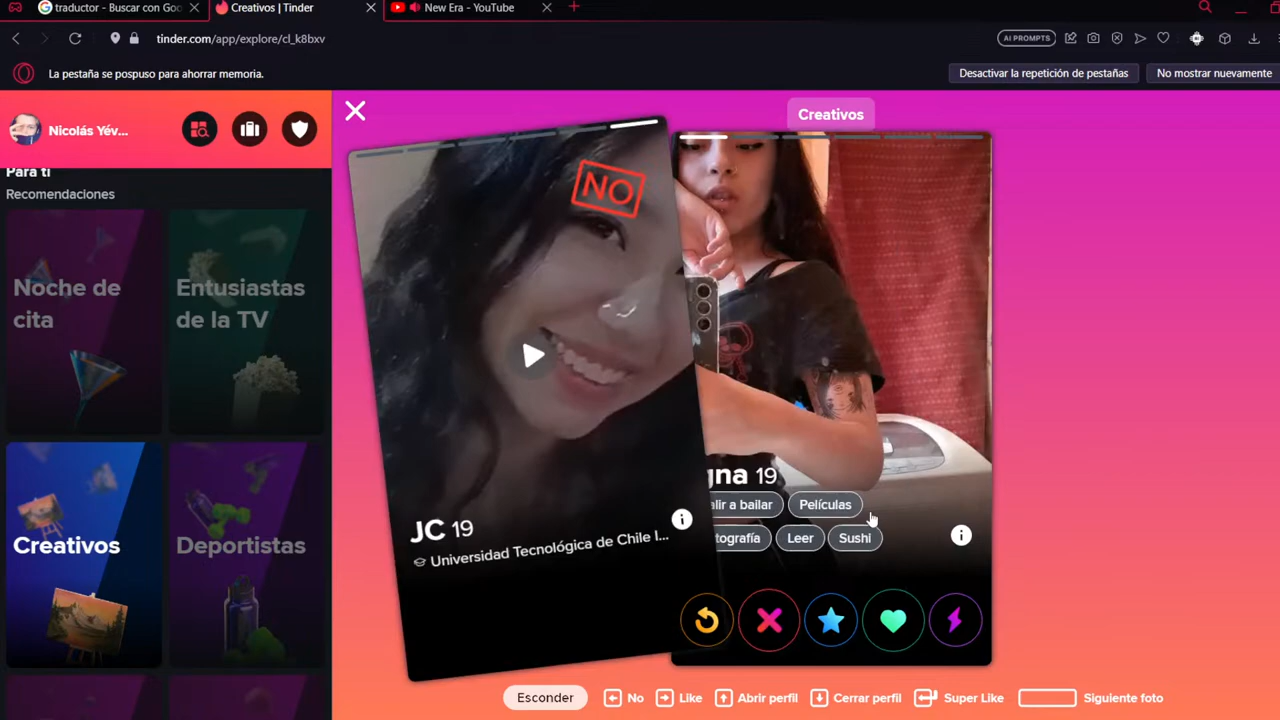 traductor - Buscar con Goo
Creativos | Tinder
New Era - YouTube
tinder.com/app/explore/cl_k8bxv
AI PROMPTS
La pestaña se pospuso para ahorrar memoria.
Desactivar la repetición de pestañas
No mostrar nuevamente
Nicolás Yév...
Para ti
Recomendaciones
Noche de
cita
Entusiastas
de la TV
Creativos
Deportistas
Creativos
NO
JC 19
Universidad Tecnológica de Chile I...
gna 19
alir a bailar
Películas
tografía
Leer
Sushi
Esconder
No
Like
Abrir perfil
Cerrar perfil
Super Like
Siguiente foto